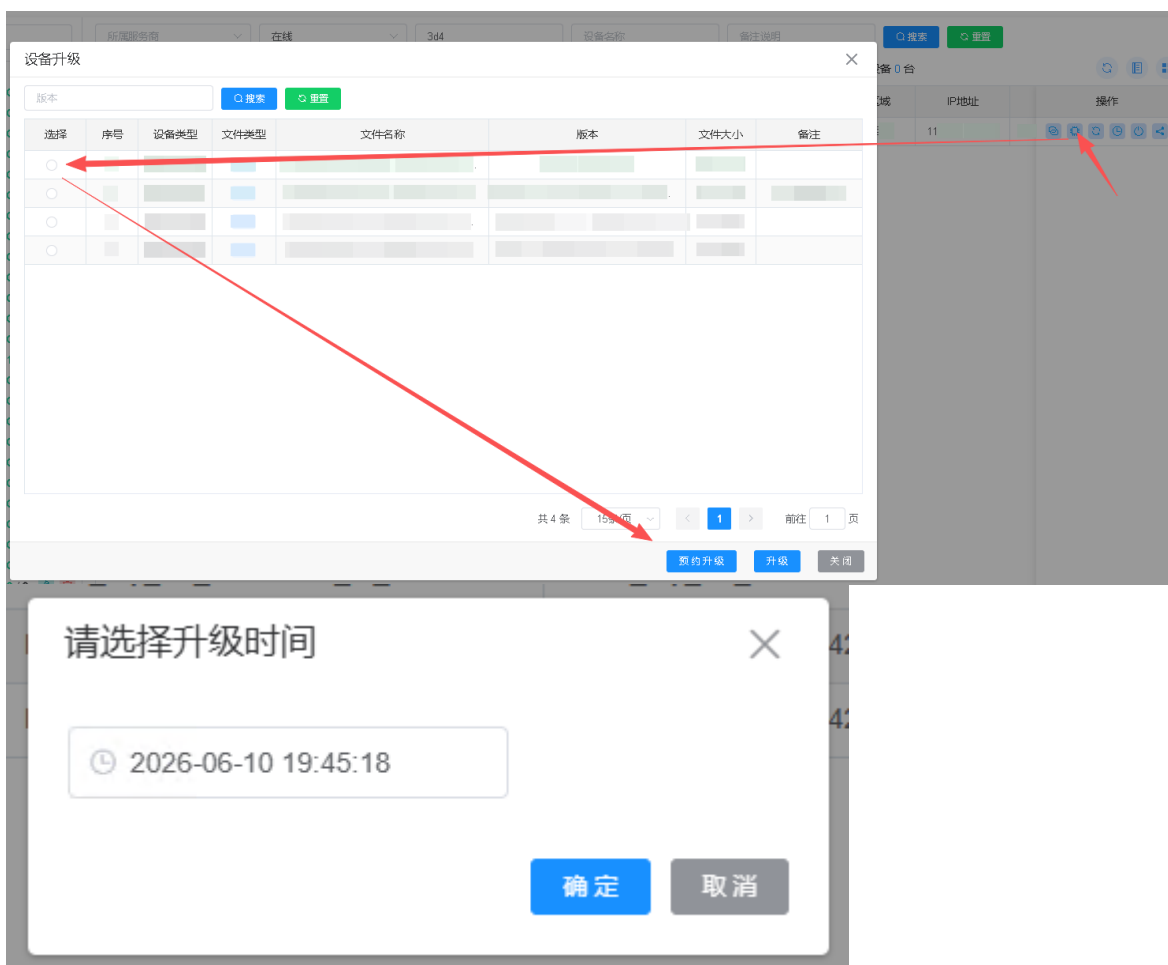 所属服务商 在线 3d4 设备名称 备注说明 搜索 重置
设备升级
备 0 台
版本 搜索 重置
域 IP地址 操作
选择 序号 设备类型 文件类型 文件名称 版本 文件大小 备注
11
共 4 条 15条/页 1 前往 1 页
预约升级 升级 关闭
请选择升级时间
2026-06-10 19:45:18
确定 取消